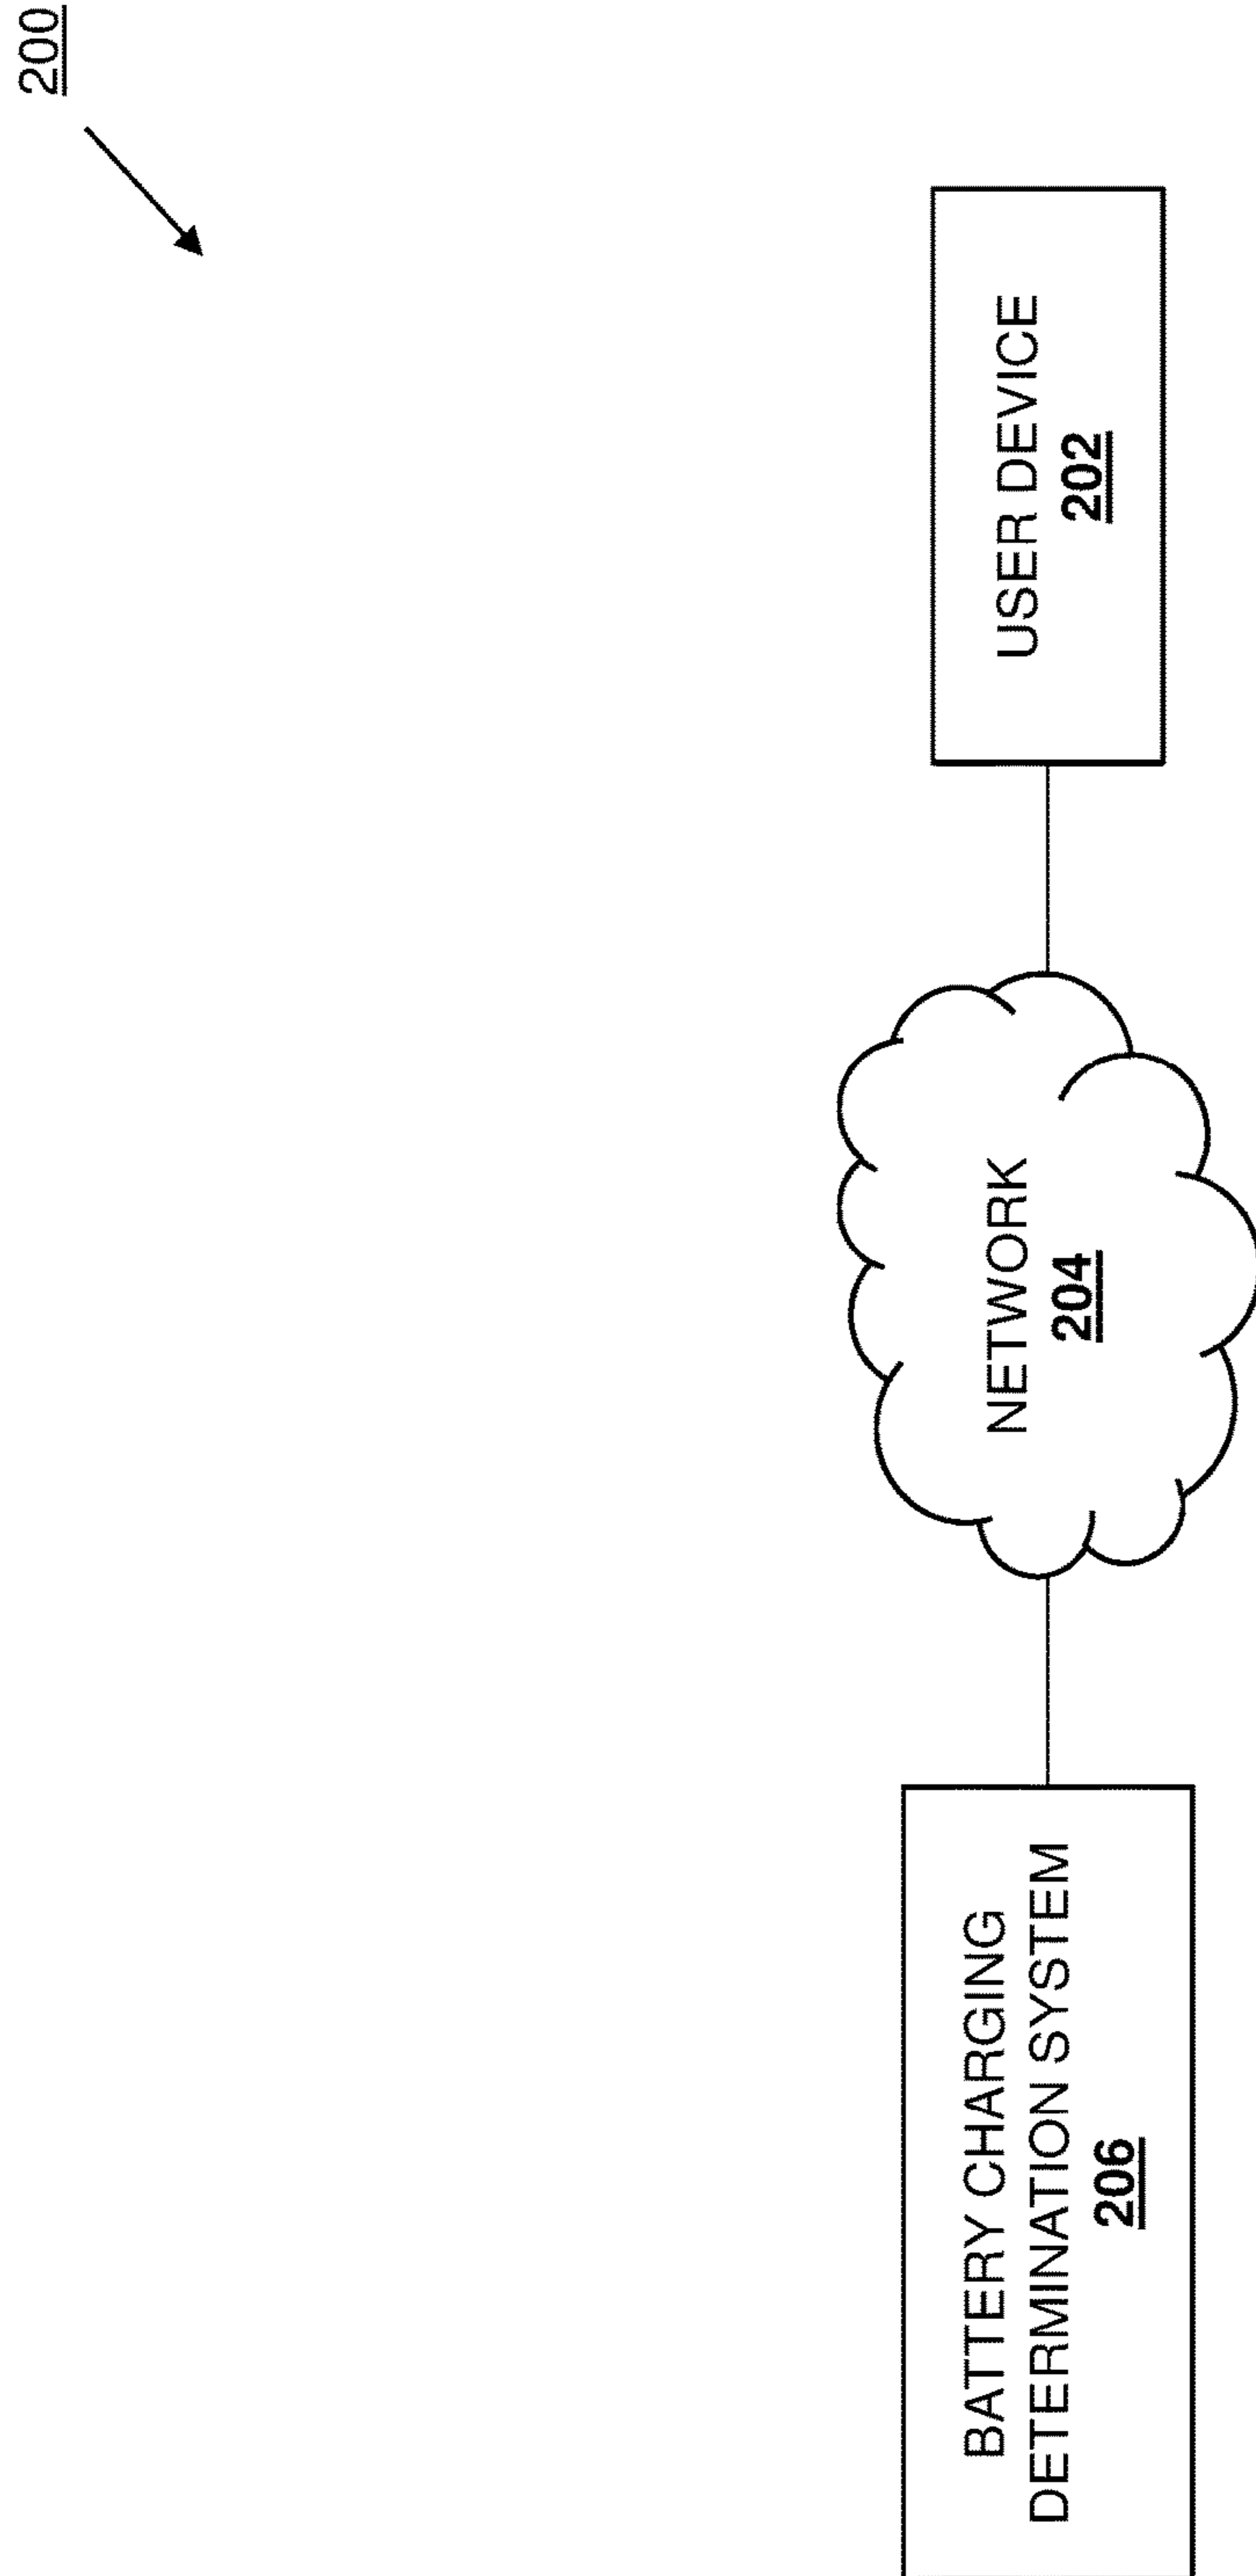 200
BATTERY CHARGING
DETERMINATION SYSTEM
206
NETWORK
204
USER DEVICE
202